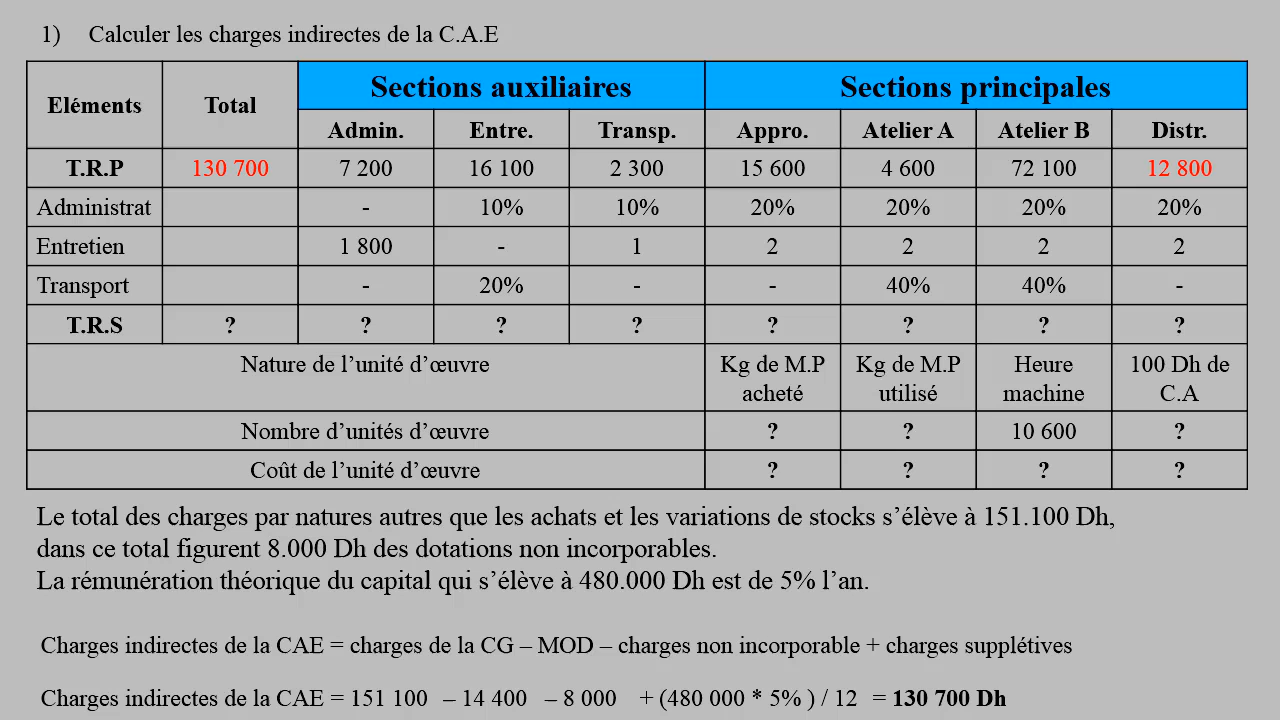 1) Calculer les charges indirectes de la C.A.E
Eléments Total Sections auxiliaires Sections principales
Admin. Entre. Transp. Appro. Atelier A Atelier B Distr.
T.R.P 130 700 7 200 16 100 2 300 15 600 4 600 72 100 12 800
Administrat - 10% 10% 20% 20% 20% 20%
Entretien 1 800 - 1 2 2 2 2
Transport - 20% - - 40% 40% -
T.R.S ? ? ? ? ? ? ? ?
Nature de l’unité d’œuvre Kg de M.P acheté Kg de M.P utilisé Heure machine 100 Dh de C.A
Nombre d’unités d’œuvre ? ? 10 600 ?
Coût de l’unité d’œuvre ? ? ? ?
Le total des charges par natures autres que les achats et les variations de stocks s’élève à 151.100 Dh,
dans ce total figurent 8.000 Dh des dotations non incorporables.
La rémunération théorique du capital qui s’élève à 480.000 Dh est de 5% l’an.
Charges indirectes de la CAE = charges de la CG – MOD – charges non incorporable + charges supplétives
Charges indirectes de la CAE = 151 100 – 14 400 – 8 000 + (480 000 * 5% ) / 12 = 130 700 Dh